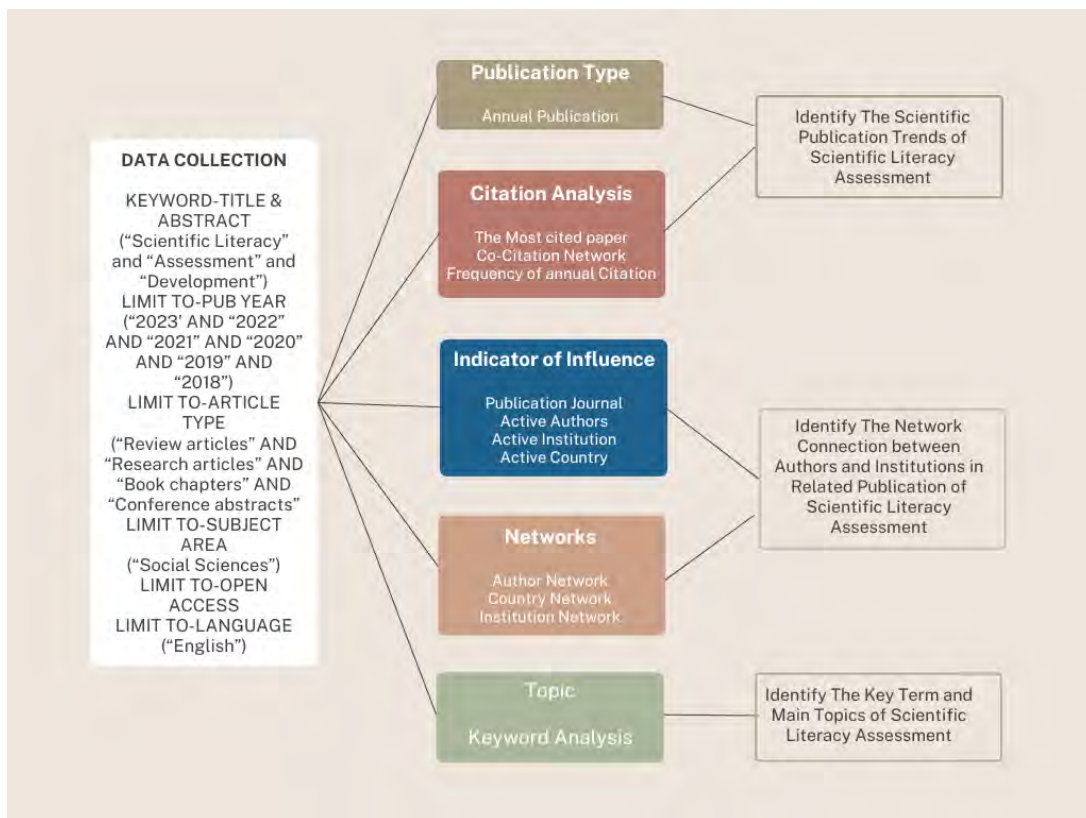 DATA COLLECTION
KEYWORD-TITLE &
ABSTRACT
(“Scientific Literacy”
and “Assessment” and
“Development”)
LIMIT TO-PUB YEAR
(“2023’ AND “2022”
AND “2021” AND “2020”
AND “2019” AND
“2018”)
LIMIT TO-ARTICLE
TYPE
(“Review articles” AND
“Research articles” AND
“Book chapters” AND
“Conference abstracts”
LIMIT TO-SUBJECT
AREA
(“Social Sciences”)
LIMIT TO-OPEN
ACCESS
LIMIT TO-LANGUAGE
(“English”)
Publication Type
Annual Publication
Citation Analysis
The Most cited paper
Co-Citation Network
Frequency of annual Citation
Indicator of Influence
Publication Journal
Active Authors
Active Institution
Active Country
Networks
Author Network
Country Network
Institution Network
Topic
Keyword Analysis
Identify The Scientific
Publication Trends of
Scientific Literacy
Assessment
Identify The Network
Connection between
Authors and Institutions in
Related Publication of
Scientific Literacy
Assessment
Identify The Key Term and
Main Topics of Scientific
Literacy Assessment